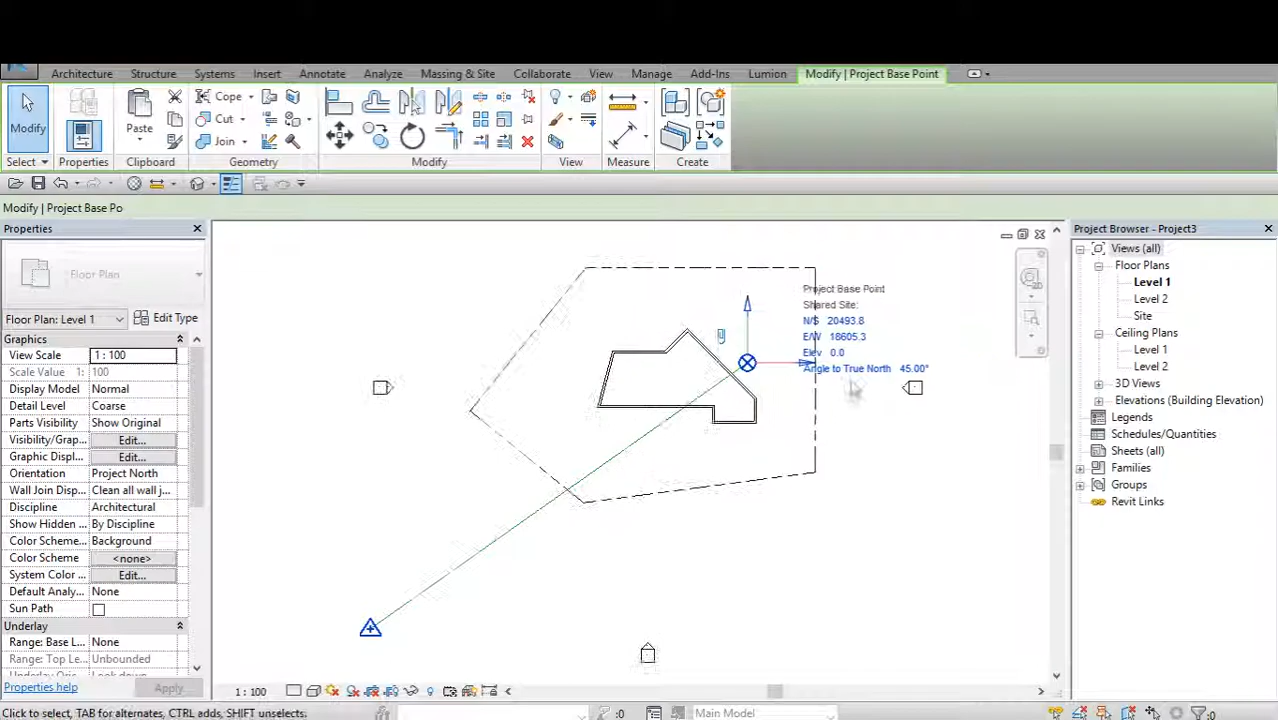 Architecture Structure Systems Insert Annotate Analyze Massing & Site Collaborate View Manage Add-Ins Lumion Modify | Project Base Point
Modify
Paste
Cope
Cut
Join
Select Properties Clipboard Geometry Modify View Measure Create
Modify | Project Base Po
Properties
Floor Plan
Floor Plan: Level 1 Edit Type
Graphics
View Scale 1 : 100
Scale Value 1: 100
Display Model Normal
Detail Level Coarse
Parts Visibility Show Original
Visibility/Grap... Edit...
Graphic Displ... Edit...
Orientation Project North
Wall Join Disp... Clean all wall j...
Discipline Architectural
Show Hidden ... By Discipline
Color Scheme... Background
Color Scheme <none>
System Color ... Edit...
Default Analy... None
Sun Path
Underlay
Range: Base L... None
Range: Top Le... Unbounded
Properties help Apply
Project Base Point
Shared Site:
N/S 20493.8
E/W 18605.3
Elev 0.0
Angle to True North 45.00°
Project Browser - Project3
Views (all)
Floor Plans
Level 1
Level 2
Site
Ceiling Plans
Level 1
Level 2
3D Views
Elevations (Building Elevation)
Legends
Schedules/Quantities
Sheets (all)
Families
Groups
Revit Links
1 : 100
Click to select, TAB for alternates, CTRL adds, SHIFT unselects.
:0
Main Model
:0